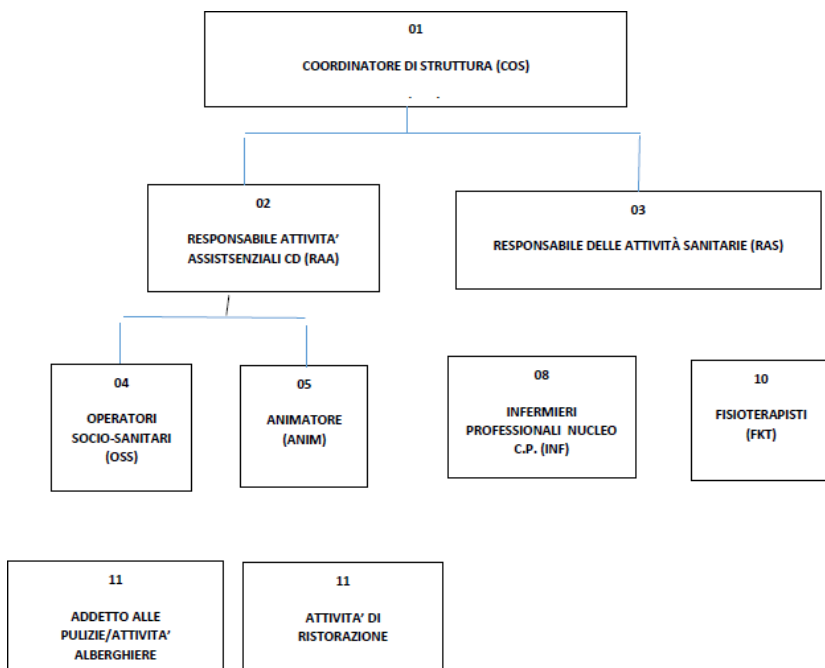 01
COORDINATORE DI STRUTTURA (COS)
02
RESPONSABILE ATTIVITA'
ASSISTSENZIALI CD (RAA)
03
RESPONSABILE DELLE ATTIVITÀ SANITARIE (RAS)
04
OPERATORI
SOCIO-SANITARI
(OSS)
05
ANIMATORE
(ANIM)
08
INFERMIERI
PROFESSIONALI NUCLEO
C.P. (INF)
10
FISIOTERAPISTI
(FKT)
11
ADDETTO ALLE
PULIZIE/ATTIVITA'
ALBERGHIERE
11
ATTIVITA' DI
RISTORAZIONE